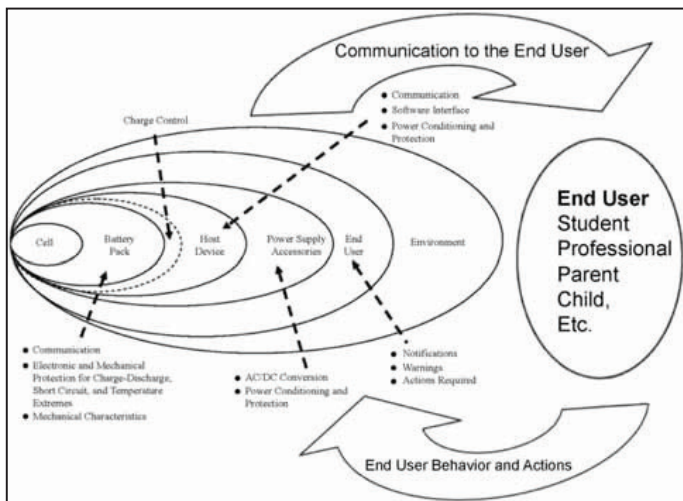 Communication to the End User
● Communication
● Software Interface
● Power Conditioning and
Protection
Charge Control
Cell
Battery
Pack
Host
Device
Power Supply
Accessories
End
User
Environment
End User
Student
Professional
Parent
Child,
Etc.
● Communication
● Electronic and Mechanical
Protection for Charge-Discharge,
Short Circuit, and Temperature
Extremes
● Mechanical Characteristics
● AC/DC Conversion
● Power Conditioning and
Protection
● Notifications
● Warnings
● Actions Required
End User Behavior and Actions